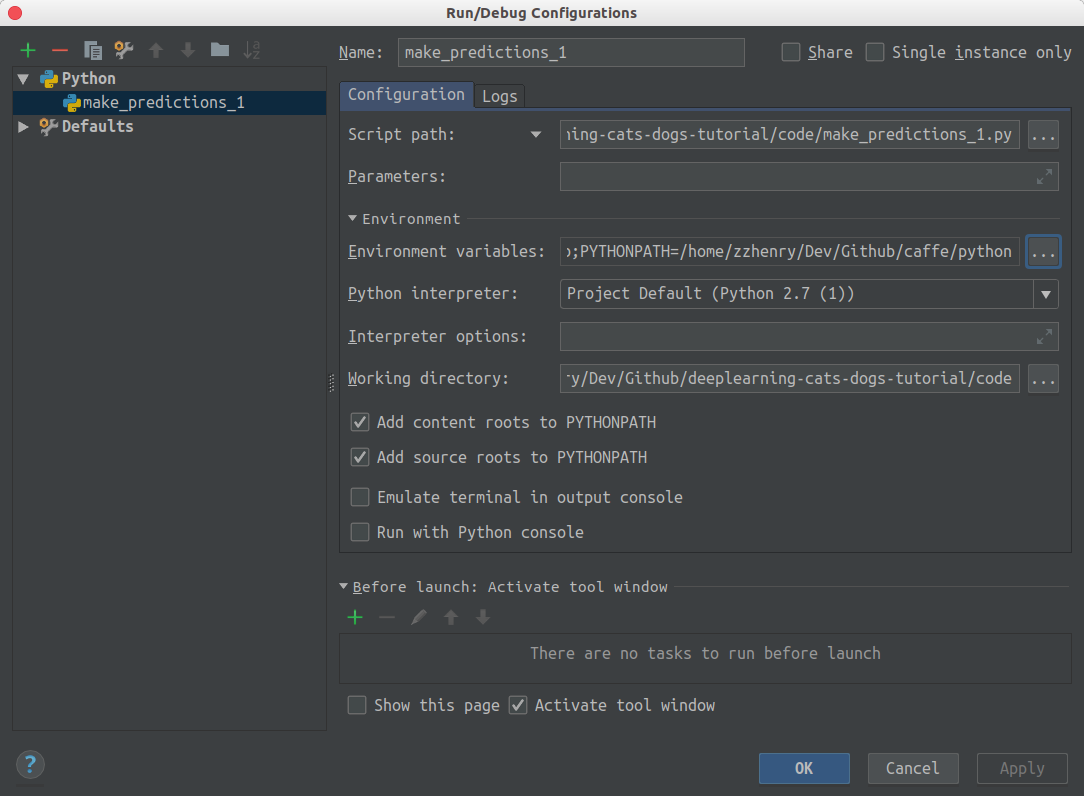 Run/Debug Configurations
Name: make_predictions_1 Share Single instance only
Python
make_predictions_1
Defaults
Configuration Logs
Script path: ning-cats-dogs-tutorial/code/make_predictions_1.py ...
Parameters:
Environment
Environment variables: ;PYTHONPATH=/home/zzhenry/Dev/Github/caffe/python ...
Python interpreter: Project Default (Python 2.7 (1))
Interpreter options:
Working directory: ry/Dev/Github/deeplearning-cats-dogs-tutorial/code ...
Add content roots to PYTHONPATH
Add source roots to PYTHONPATH
Emulate terminal in output console
Run with Python console
Before launch: Activate tool window
There are no tasks to run before launch
Show this page Activate tool window
? OK Cancel Apply